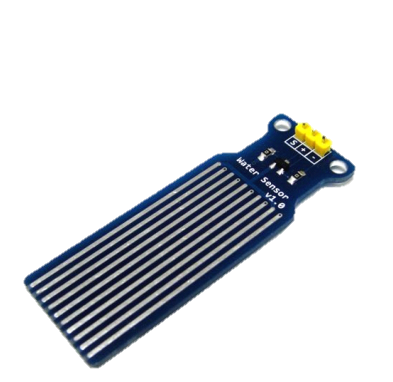 S + -
Water Sensor
v1.0